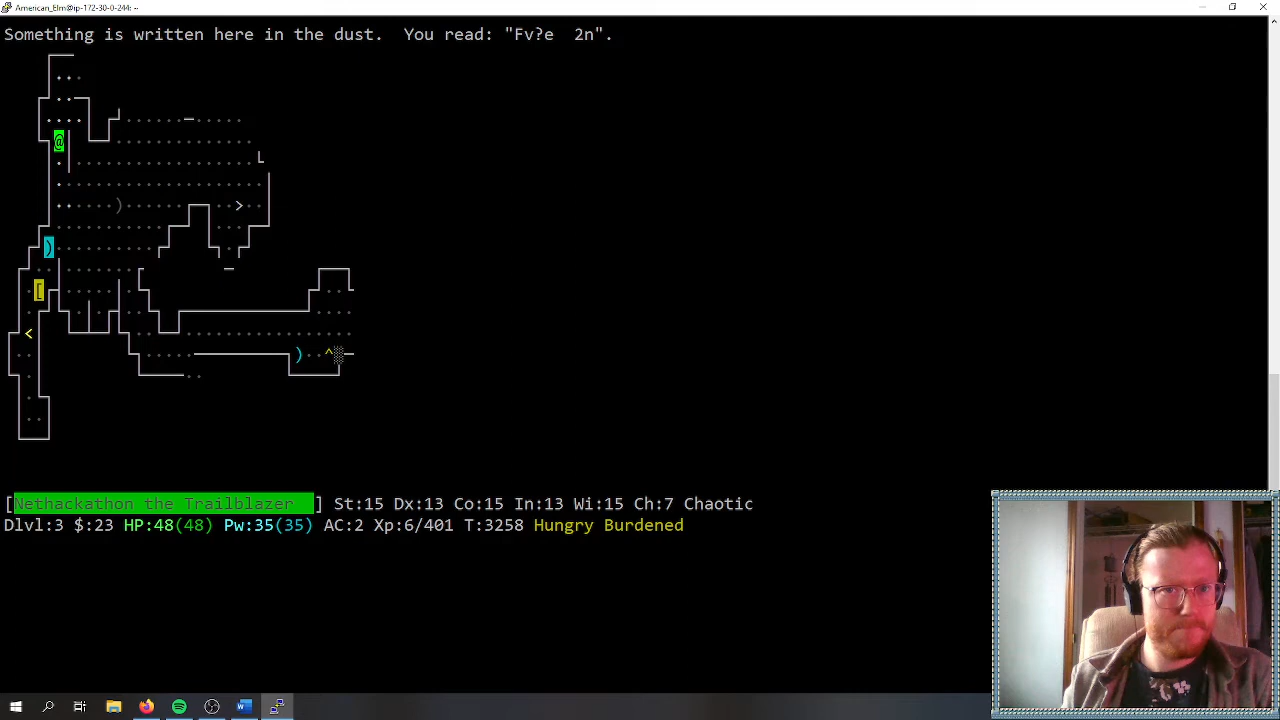 American_Elm@ip-172-30-0-244: ~
Something is written here in the dust.  You read: "Fv?e  2n".
[Nethackathon the Trailblazer  ] St:15 Dx:13 Co:15 In:13 Wi:15 Ch:7 Chaotic
Dlvl:3 $:23 HP:48(48) Pw:35(35) AC:2 Xp:6/401 T:3258 Hungry Burdened